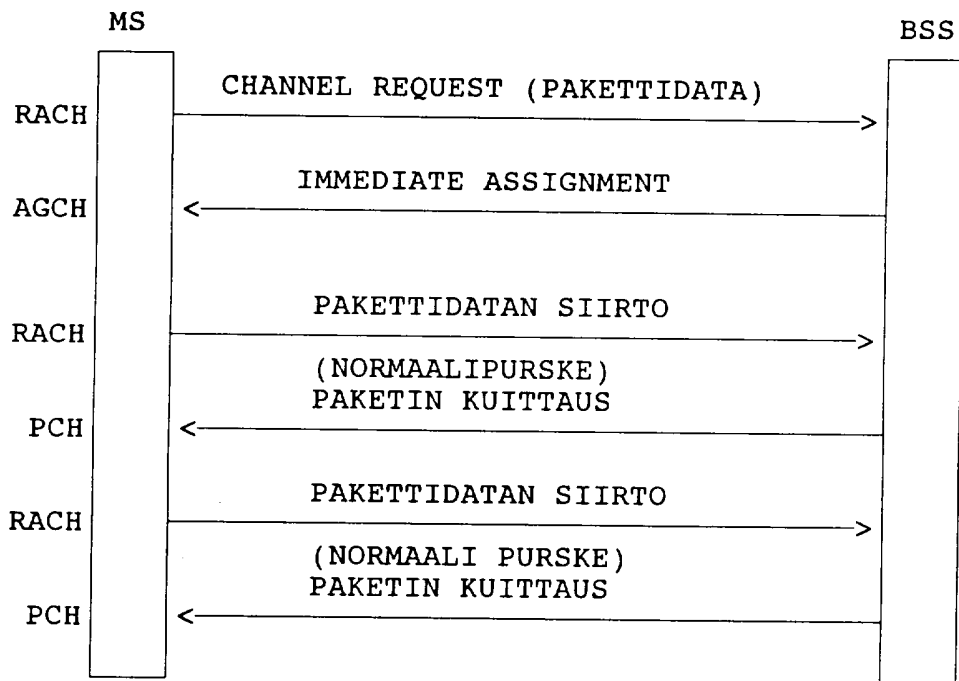 MS
BSS
CHANNEL REQUEST (PAKETTIDATA)
RACH
IMMEDIATE ASSIGNMENT
AGCH
PAKETTIDATAN SIIRTO
RACH
(NORMAALIPURSKE)
PAKETIN KUITTAUS
PCH
PAKETTIDATAN SIIRTO
RACH
(NORMAALI PURSKE)
PAKETIN KUITTAUS
PCH